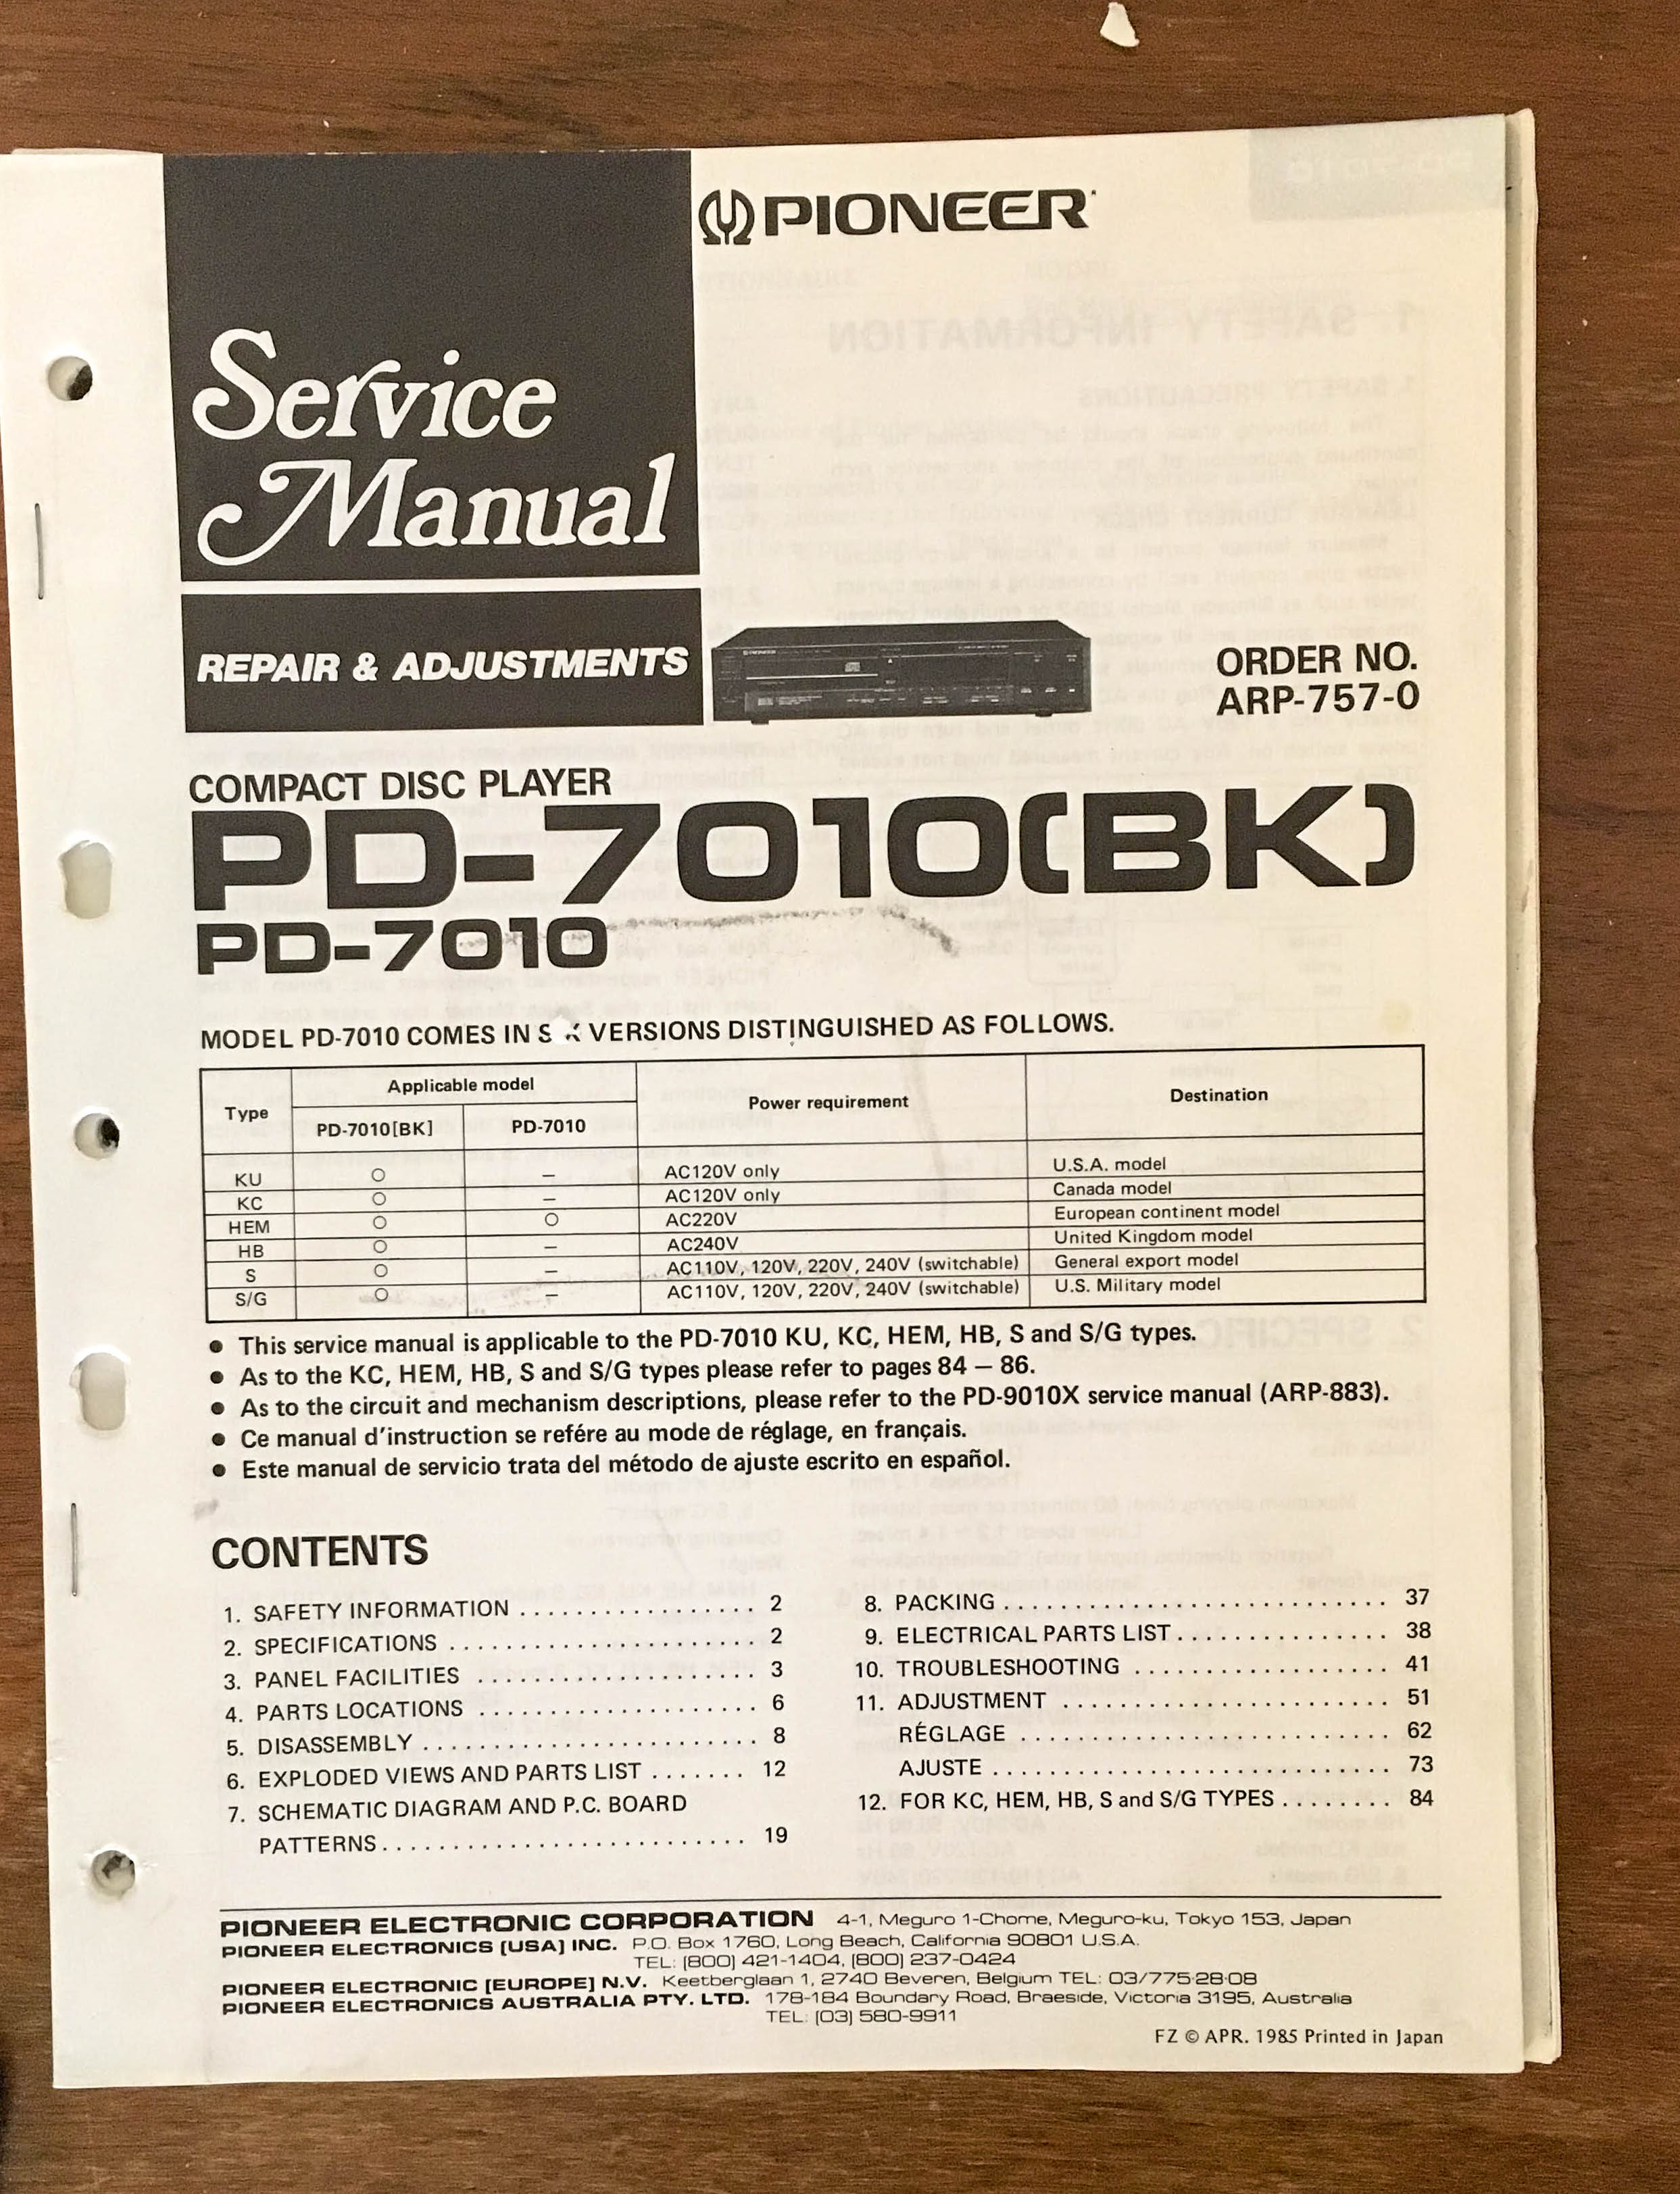 PIONEER
Service
Manual
REPAIR & ADJUSTMENTS
ORDER NO.
ARP-757-0
COMPACT DISC PLAYER
PD-7010(BK)
PD-7010
MODEL PD-7010 COMES IN VERSIONS DISTINGUISHED AS FOLLOWS.
Type Applicable model Power requirement Destination
PD-7010[BK] PD-7010
KU ○ – AC120V only U.S.A. model
KC ○ – AC120V only Canada model
HEM ○ ○ AC220V European continent model
HB ○ – AC240V United Kingdom model
S ○ – AC110V, 120V, 220V, 240V (switchable) General export model
S/G ○ – AC110V, 120V, 220V, 240V (switchable) U.S. Military model
● This service manual is applicable to the PD-7010 KU, KC, HEM, HB, S and S/G types.
● As to the KC, HEM, HB, S and S/G types please refer to pages 84 – 86.
● As to the circuit and mechanism descriptions, please refer to the PD-9010X service manual (ARP-883).
● Ce manual d'instruction se refére au mode de réglage, en français.
● Este manual de servicio trata del método de ajuste escrito en español.
CONTENTS
1. SAFETY INFORMATION . . . . . . . . . . . . . . . . . . 2
2. SPECIFICATIONS . . . . . . . . . . . . . . . . . . . . . . . 2
3. PANEL FACILITIES . . . . . . . . . . . . . . . . . . . . . 3
4. PARTS LOCATIONS . . . . . . . . . . . . . . . . . . . . . 6
5. DISASSEMBLY . . . . . . . . . . . . . . . . . . . . . . . . . 8
6. EXPLODED VIEWS AND PARTS LIST . . . . . . . 12
7. SCHEMATIC DIAGRAM AND P.C. BOARD
PATTERNS . . . . . . . . . . . . . . . . . . . . . . . . . . . 19
8. PACKING . . . . . . . . . . . . . . . . . . . . . . . . . . . . 37
9. ELECTRICAL PARTS LIST . . . . . . . . . . . . . . . 38
10. TROUBLESHOOTING . . . . . . . . . . . . . . . . . . 41
11. ADJUSTMENT . . . . . . . . . . . . . . . . . . . . . . . . 51
RÉGLAGE . . . . . . . . . . . . . . . . . . . . . . . . . . . 62
AJUSTE . . . . . . . . . . . . . . . . . . . . . . . . . . . . . 73
12. FOR KC, HEM, HB, S and S/G TYPES . . . . . . . . 84
PIONEER ELECTRONIC CORPORATION 4-1, Meguro 1-Chome, Meguro-ku, Tokyo 153, Japan
PIONEER ELECTRONICS [USA] INC. P.O. Box 1760, Long Beach, California 90801 U.S.A.
TEL: (800) 421-1404, (800) 237-0424
PIONEER ELECTRONIC [EUROPE] N.V. Keetberglaan 1, 2740 Beveren, Belgium TEL: 03/775·28·08
PIONEER ELECTRONICS AUSTRALIA PTY. LTD. 178-184 Boundary Road, Braeside, Victoria 3195, Australia
TEL: (03) 580-9911
FZ © APR. 1985 Printed in Japan